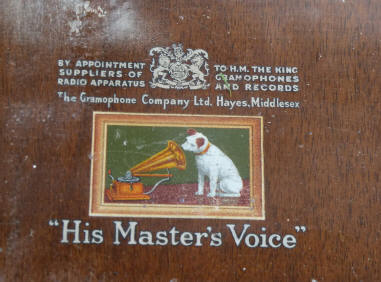 BY APPOINTMENT TO H.M. THE KING
SUPPLIERS OF GRAMOPHONES
RADIO APPARATUS AND RECORDS
The Gramophone Company Ltd. Hayes, Middlesex
"His Master's Voice"